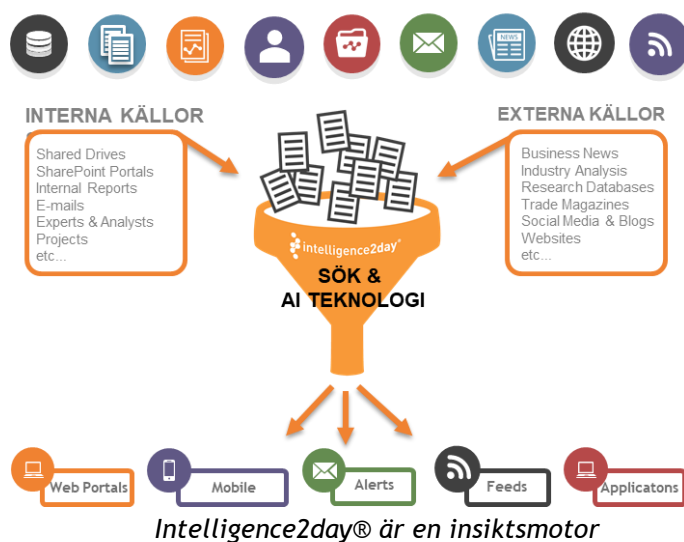 NEWS
INTERNA KÄLLOR
Shared Drives
SharePoint Portals
Internal Reports
E-mails
Experts & Analysts
Projects
etc...
EXTERNA KÄLLOR
Business News
Industry Analysis
Research Databases
Trade Magazines
Social Media & Blogs
Websites
etc...
intelligence2day®
SÖK &
AI TEKNOLOGI
Web Portals
Mobile
Alerts
Feeds
Applicatons
Intelligence2day® är en insiktsmotor